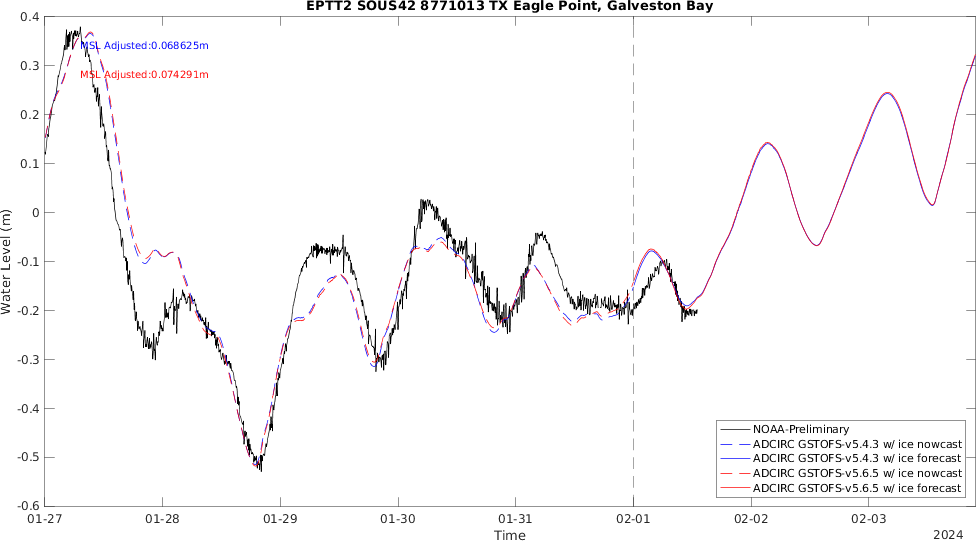 EPTT2 SOUS42 8771013 TX Eagle Point, Galveston Bay
MSL Adjusted:0.068625m
MSL Adjusted:0.074291m
Water Level (m)
0.4
0.3
0.2
0.1
0
-0.1
-0.2
-0.3
-0.4
-0.5
-0.6
NOAA-Preliminary
ADCIRC GSTOFS-v5.4.3 w/ ice nowcast
ADCIRC GSTOFS-v5.4.3 w/ ice forecast
ADCIRC GSTOFS-v5.6.5 w/ ice nowcast
ADCIRC GSTOFS-v5.6.5 w/ ice forecast
01-27 01-28 01-29 01-30 01-31 02-01 02-02 02-03
Time
2024